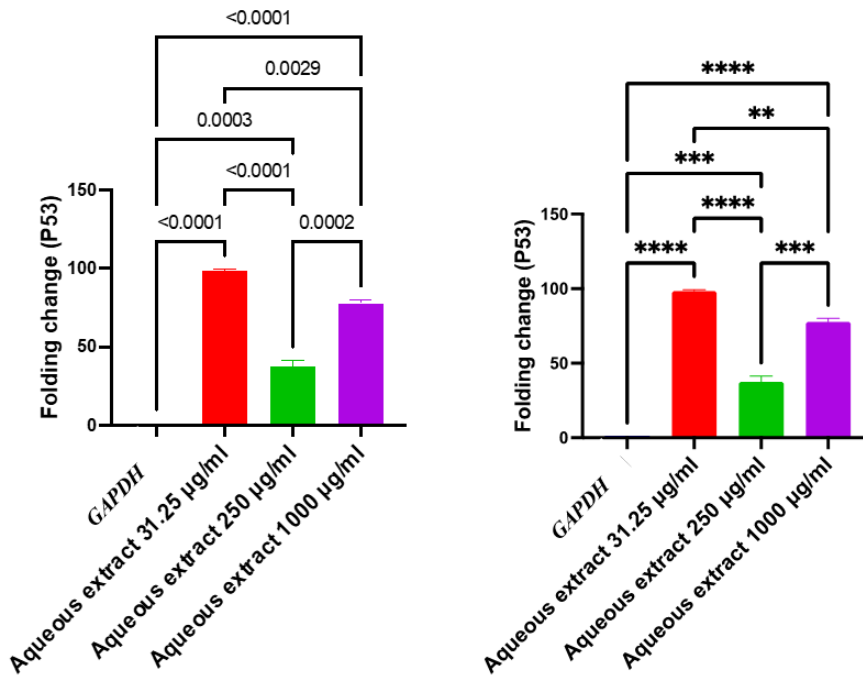 <0.0001
0.0029
0.0003
<0.0001
<0.0001
0.0002
Folding change (P53)
150
100
50
0
GAPDH
Aqueous extract 31.25 µg/ml
Aqueous extract 250 µg/ml
Aqueous extract 1000 µg/ml
****
**
***
****
****
***
Folding change (P53)
150
100
50
0
GAPDH
Aqueous extract 31.25 µg/ml
Aqueous extract 250 µg/ml
Aqueous extract 1000 µg/ml